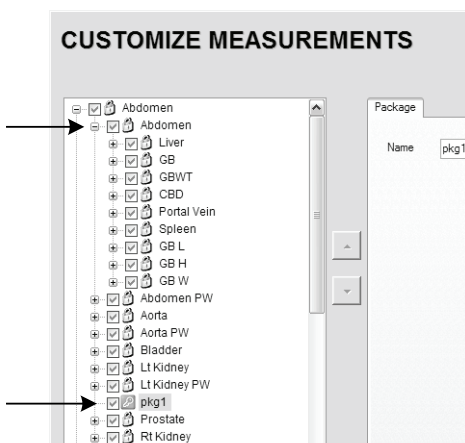 CUSTOMIZE MEASUREMENTS
Abdomen
Abdomen
Liver
GB
GBWT
CBD
Portal Vein
Spleen
GB L
GB H
GB W
Abdomen PW
Aorta
Aorta PW
Bladder
Lt Kidney
Lt Kidney PW
pkg1
Prostate
Rt Kidney
Package
Name pkg1